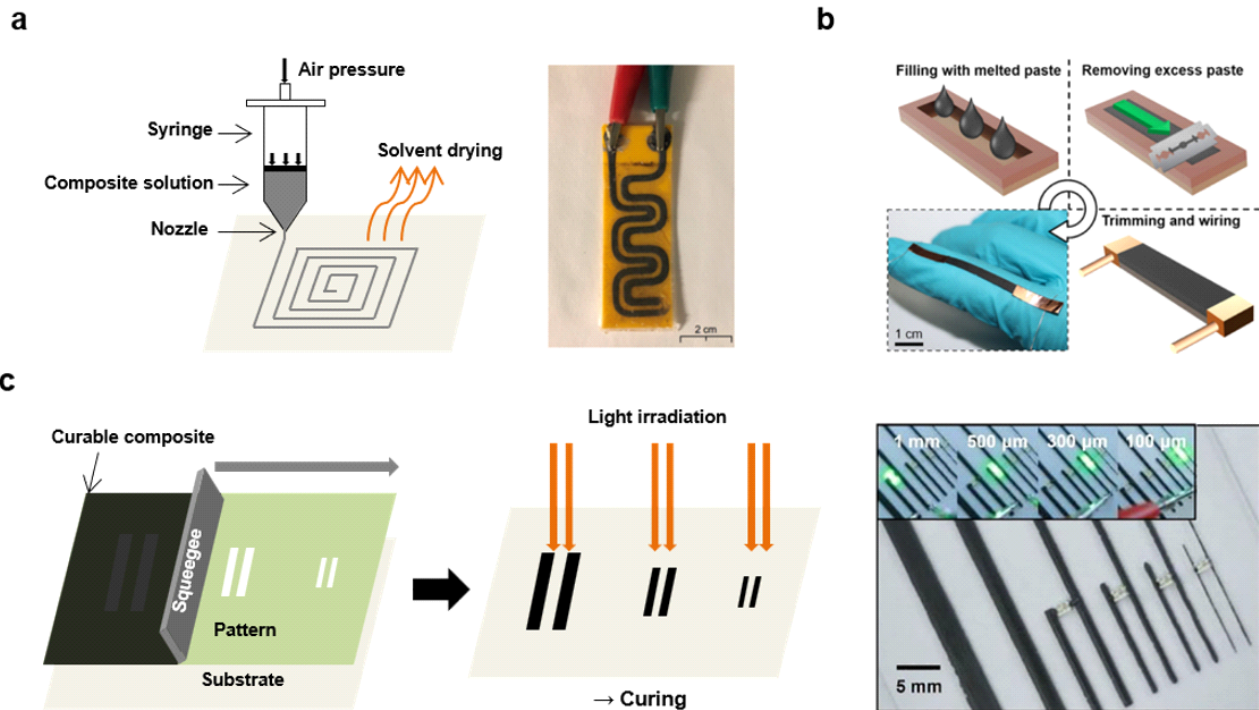 a
Air pressure
Syringe
Composite solution
Nozzle
Solvent drying
2 cm
b
Filling with melted paste
Removing excess paste
Trimming and wiring
1 cm
c
Curable composite
Squeegee
Pattern
Substrate
Light irradiation
→ Curing
1 mm
500 µm
300 µm
100 µm
5 mm